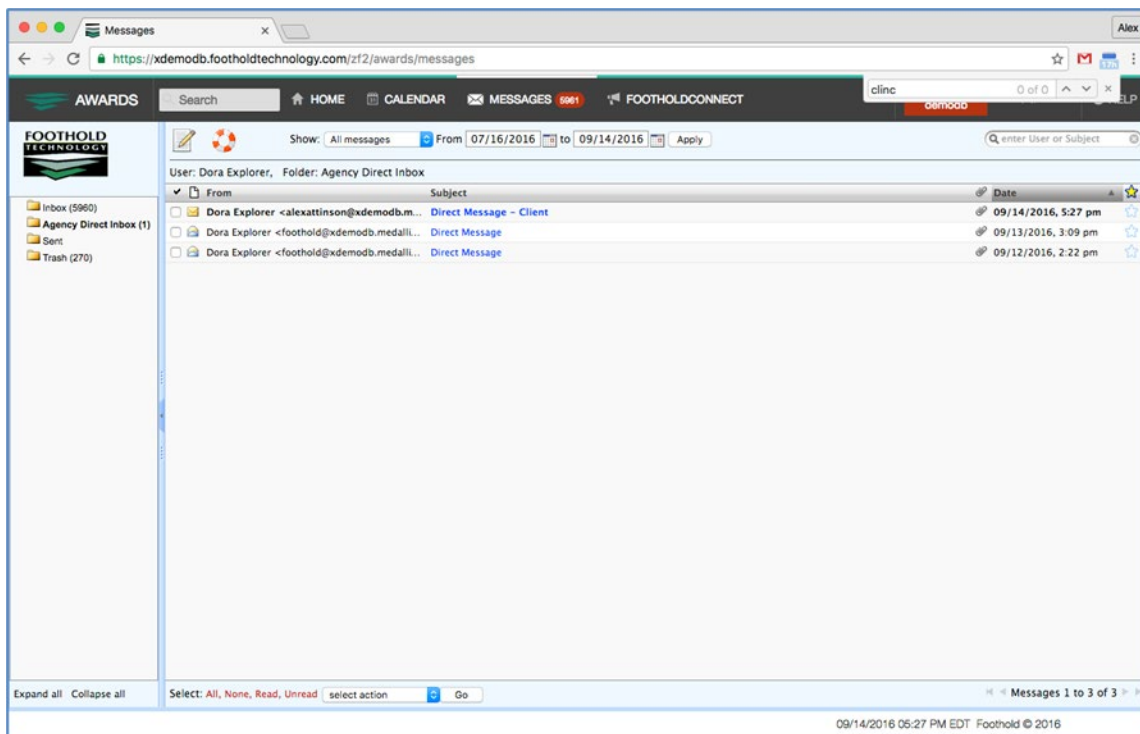 Messages
Alex
https://xdemodb.footholdtechnology.com/zf2/awards/messages
AWARDS Search HOME CALENDAR MESSAGES 5961 FOOTHOLDCONNECT
clinc 0 of 0
demodb
ELP
FOOTHOLD
TECHNOLOGY
Show: All messages From 07/16/2016 to 09/14/2016 Apply enter User or Subject
User: Dora Explorer, Folder: Agency Direct Inbox
From Subject Date
Inbox (5960)
Agency Direct Inbox (1)
Sent
Trash (270)
Dora Explorer <alexattinson@xdemodb.m... Direct Message - Client 09/14/2016, 5:27 pm
Dora Explorer <foothold@xdemodb.medalli... Direct Message 09/13/2016, 3:09 pm
Dora Explorer <foothold@xdemodb.medalli... Direct Message 09/12/2016, 2:22 pm
Expand all Collapse all Select: All, None, Read, Unread select action Go Messages 1 to 3 of 3
09/14/2016 05:27 PM EDT Foothold © 2016